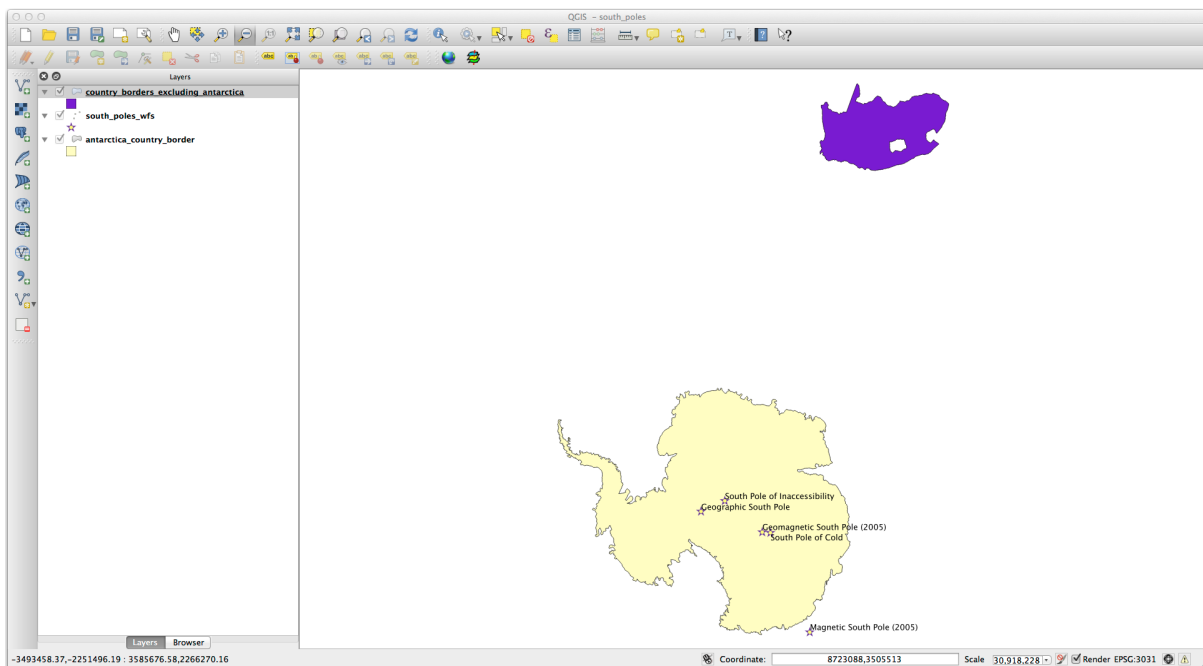 QGIS - south_poles
Layers
country_borders_excluding_antarctica
south_poles_wfs
antarctica_country_border
South Pole of Inaccessibility
Geographic South Pole
Geomagnetic South Pole (2005)
South Pole of Cold
Magnetic South Pole (2005)
Layers Browser
-3493458.37,-2251496.19 : 3585676.58,2266270.16 Coordinate: 8723088,3505513 Scale 30,918,228 Render EPSG:3031